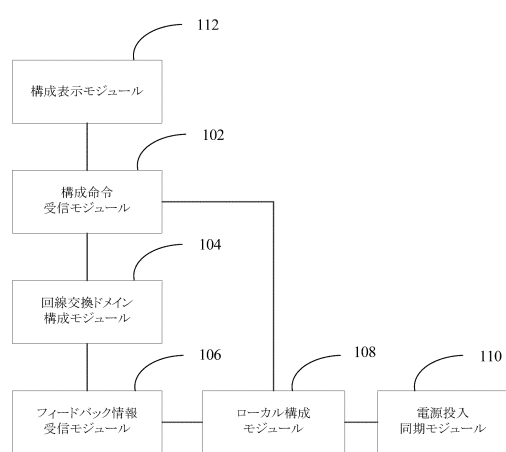 112
構成表示モジュール
102
構成命令
受信モジュール
104
回線交換ドメイン
構成モジュール
106
フィードバック情報
受信モジュール
108
ローカル構成
モジュール
110
電源投入
同期モジュール